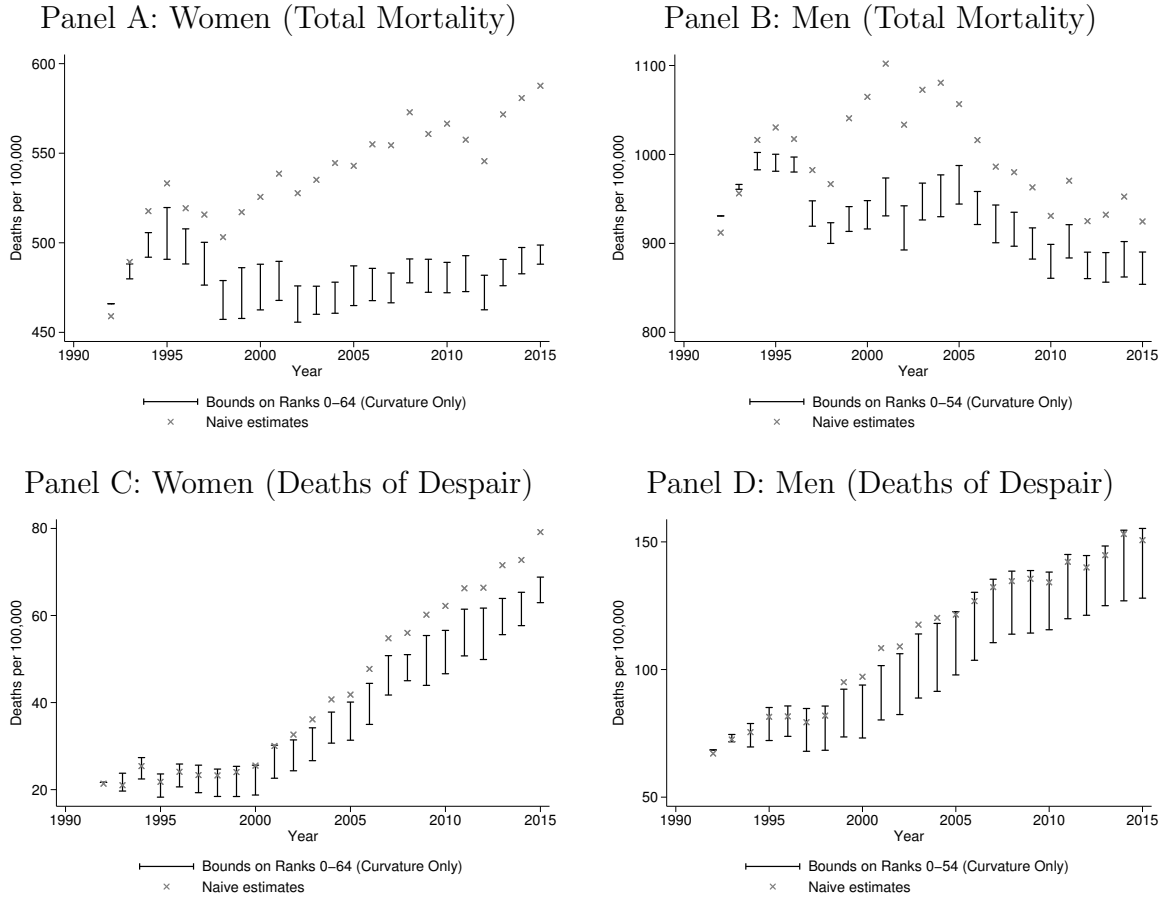 Panel A: Women (Total Mortality)
600
550
500
450
Deaths per 100,000
1990 1995 2000 2005 2010 2015
Year
Bounds on Ranks 0−64 (Curvature Only)
Naive estimates
Panel B: Men (Total Mortality)
1100
1000
900
800
Deaths per 100,000
1990 1995 2000 2005 2010 2015
Year
Bounds on Ranks 0−54 (Curvature Only)
Naive estimates
Panel C: Women (Deaths of Despair)
80
60
40
20
Deaths per 100,000
1990 1995 2000 2005 2010 2015
Year
Bounds on Ranks 0−64 (Curvature Only)
Naive estimates
Panel D: Men (Deaths of Despair)
150
100
50
Deaths per 100,000
1990 1995 2000 2005 2010 2015
Year
Bounds on Ranks 0−54 (Curvature Only)
Naive estimates